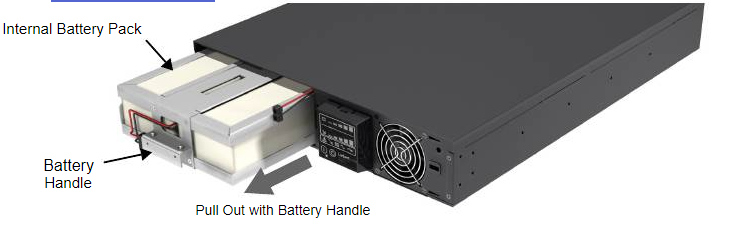 Internal Battery Pack
Battery
Handle
Pull Out with Battery Handle